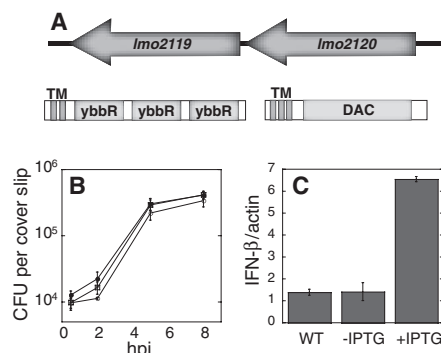 A
lmo2119 lmo2120
TM TM
ybbR ybbR ybbR DAC
B
CFU per cover slip
10⁶
10⁵
10⁴
0 2 4 6 8
hpi
C
IFN-β/actin
7
6
5
4
3
2
1
0
WT -IPTG +IPTG